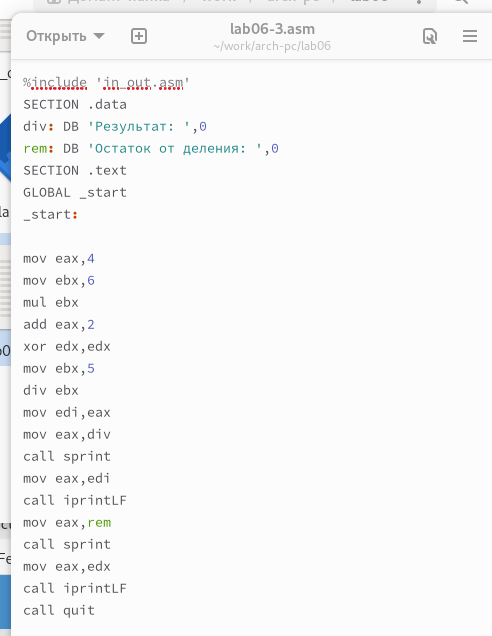 Открыть
lab06-3.asm
~/work/arch-pc/lab06
%include 'in_out.asm'
SECTION .data
div: DB 'Результат: ',0
rem: DB 'Остаток от деления: ',0
SECTION .text
GLOBAL _start
_start:
mov eax,4
mov ebx,6
mul ebx
add eax,2
xor edx,edx
mov ebx,5
div ebx
mov edi,eax
mov eax,div
call sprint
mov eax,edi
call iprintLF
mov eax,rem
call sprint
mov eax,edx
call iprintLF
call quit